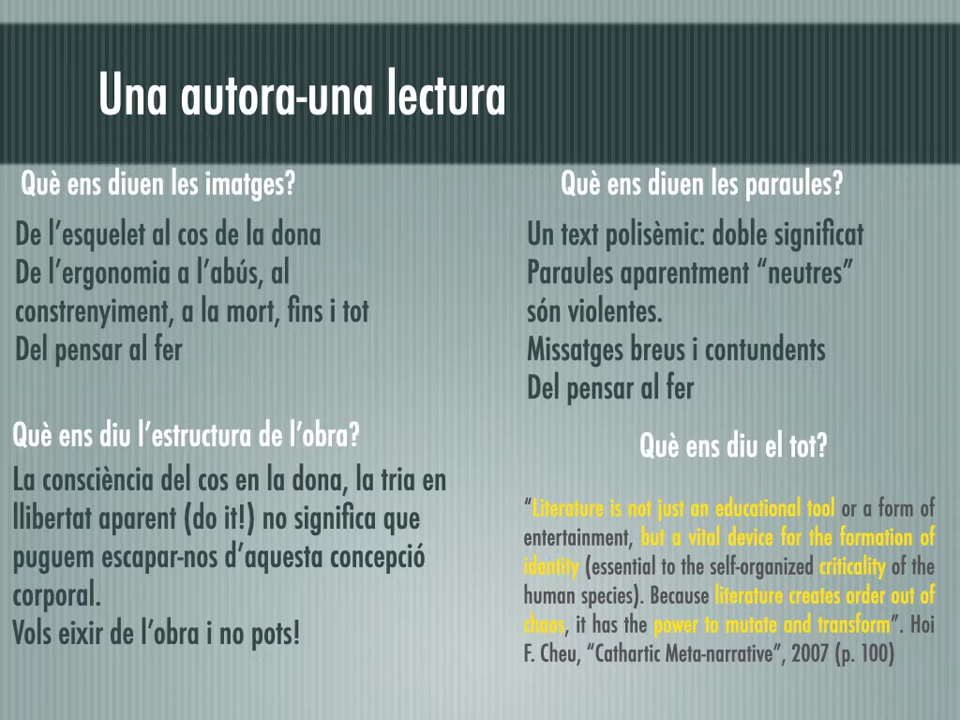 Una autora-una lectura
Què ens diuen les imatges?
De l’esquelet al cos de la dona
De l’ergonomia a l’abús, al
constrenyiment, a la mort, fins i tot
Del pensar al fer
Què ens diuen les paraules?
Un text polisèmic: doble significat
Paraules aparentment “neutres”
són violentes.
Missatges breus i contundents
Del pensar al fer
Què ens diu l’estructura de l’obra?
La consciència del cos en la dona, la tria en
llibertat aparent (do it!) no significa que
puguem escapar-nos d’aquesta concepció
corporal.
Vols eixir de l’obra i no pots!
Què ens diu el tot?
“Literature is not just an educational tool or a form of
entertainment, but a vital device for the formation of
identity (essential to the self-organized criticality of the
human species). Because literature creates order out of
chaos, it has the power to mutate and transform”. Hoi
F. Cheu, “Cathartic Meta-narrative”, 2007 (p. 100)